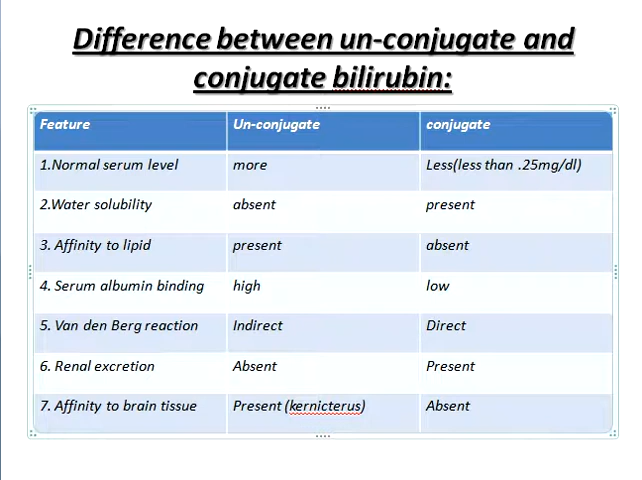 Difference between un-conjugate and
conjugate bilirubin:
Feature Un-conjugate conjugate
1.Normal serum level more Less(less than .25mg/dl)
2.Water solubility absent present
3. Affinity to lipid present absent
4. Serum albumin binding high low
5. Van den Berg reaction Indirect Direct
6. Renal excretion Absent Present
7. Affinity to brain tissue Present (kernicterus) Absent